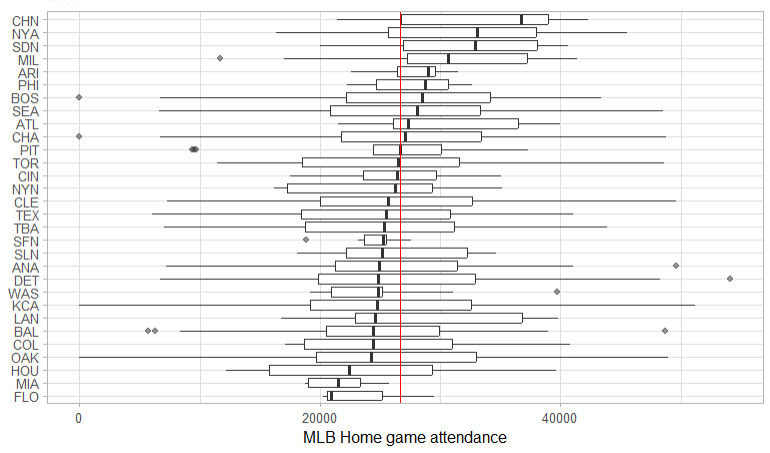 CHN
NYA
SDN
MIL
ARI
PHI
BOS
SEA
ATL
CHA
PIT
TOR
CIN
NYN
CLE
TEX
TBA
SFN
SLN
ANA
DET
WAS
KCA
LAN
BAL
COL
OAK
HOU
MIA
FLO
0 20000 40000
MLB Home game attendance